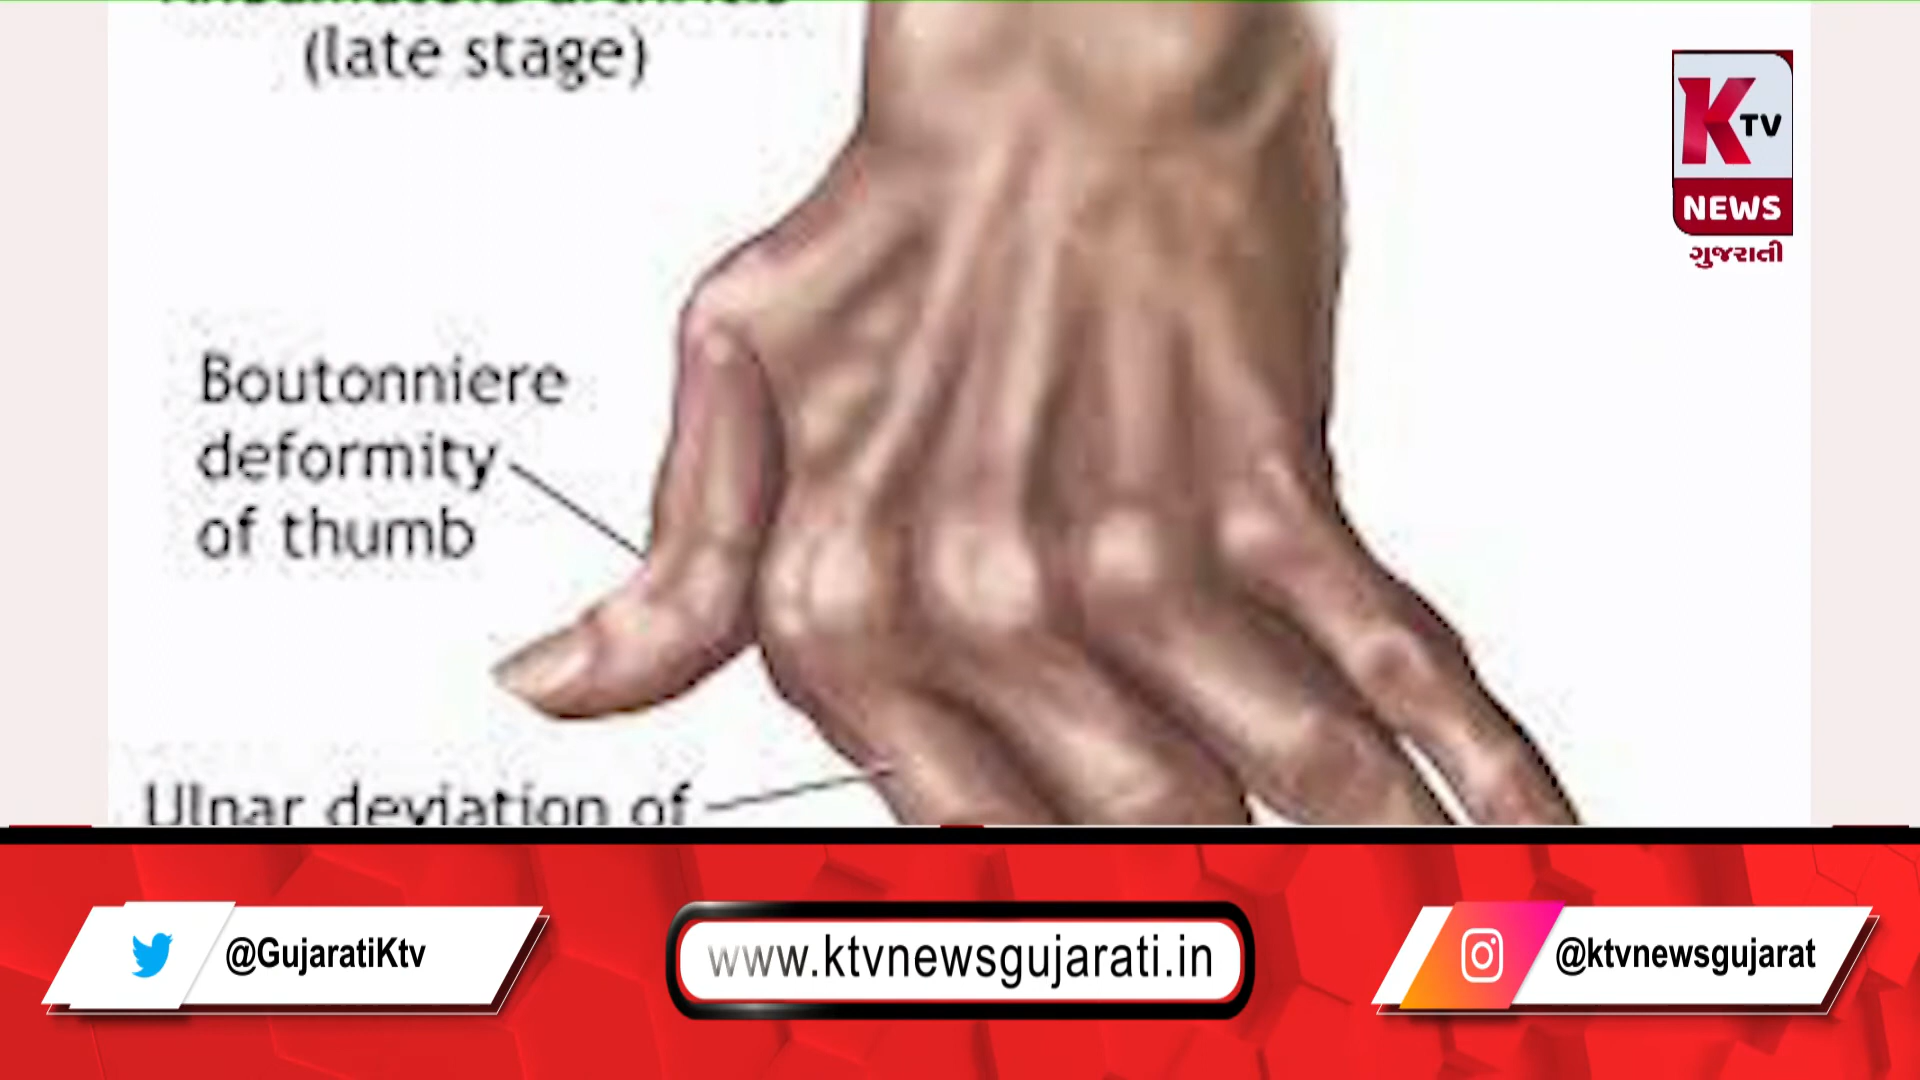 (late stage)
K TV
NEWS
ગુજરાતી
Boutonniere
deformity
of thumb
Ulnar deviation of
@GujaratiKtv
www.ktvnewsgujarati.in
@ktvnewsgujarat